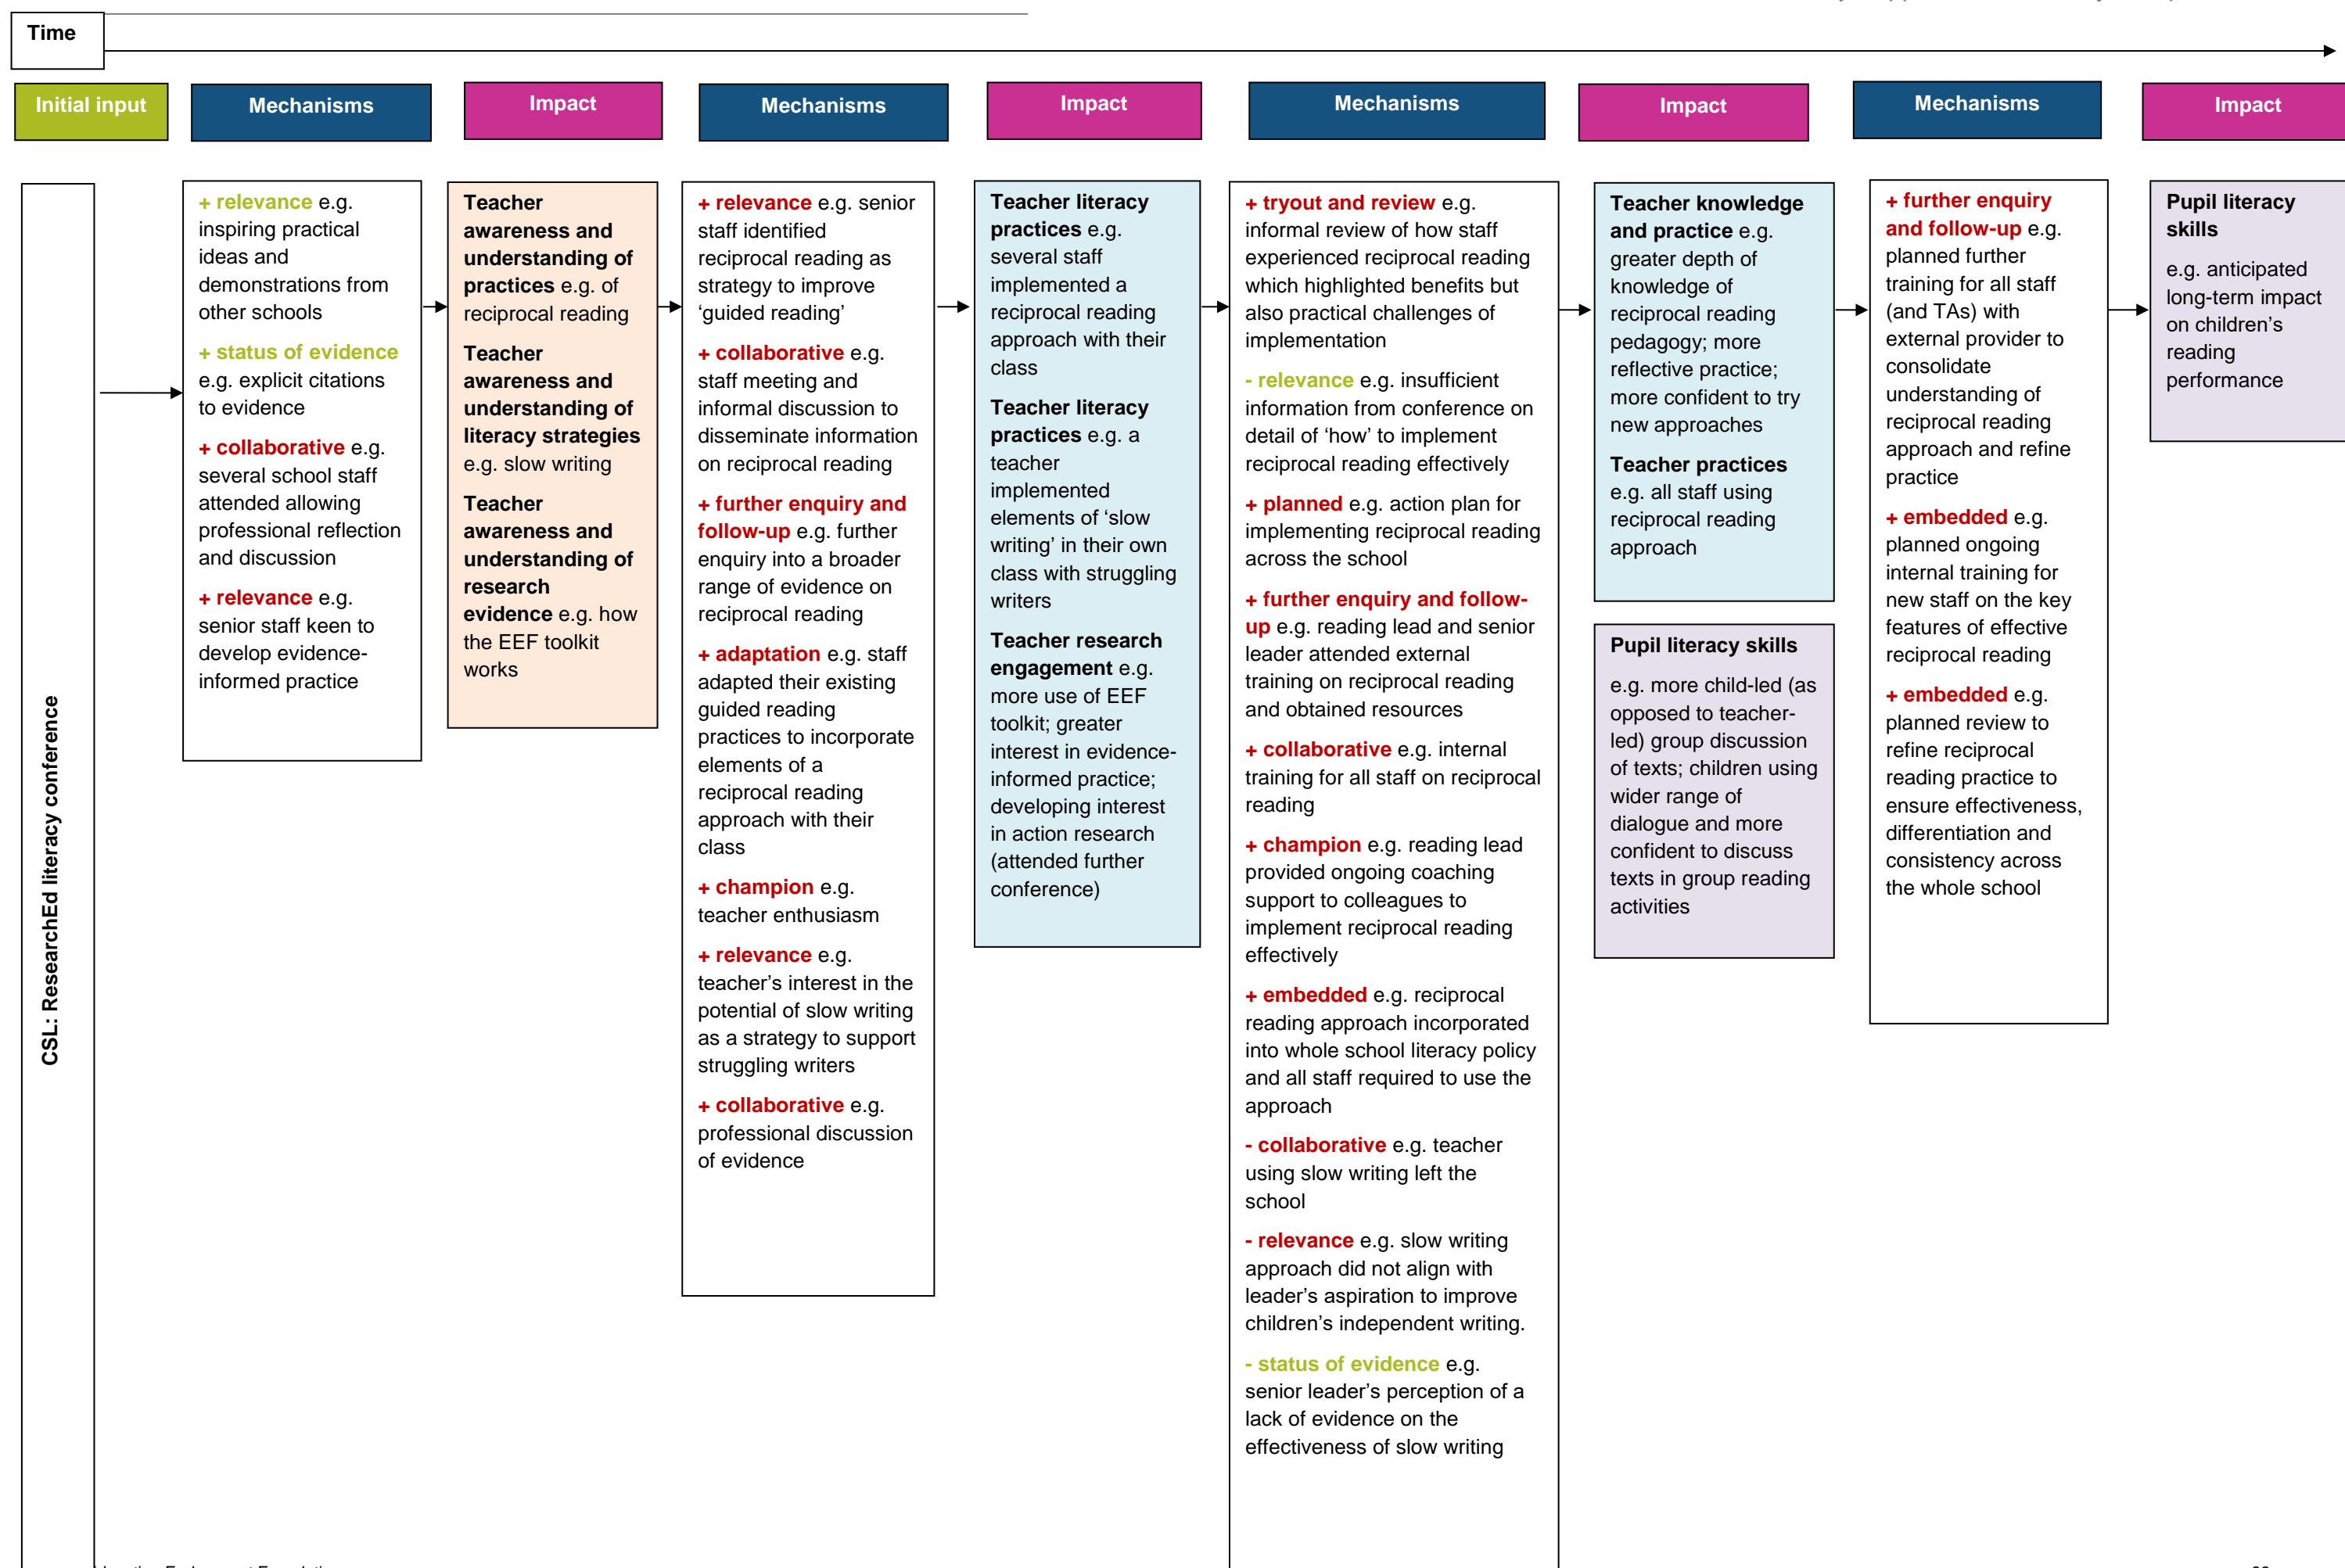 Time
Initial input
Mechanisms
Impact
Mechanisms
Impact
Mechanisms
Impact
Mechanisms
Impact
CSL: ResearchEd literacy conference
+ relevance e.g.
inspiring practical
ideas and
demonstrations from
other schools
+ status of evidence
e.g. explicit citations
to evidence
+ collaborative e.g.
several school staff
attended allowing
professional reflection
and discussion
+ relevance e.g.
senior staff keen to
develop evidence-
informed practice
Teacher
awareness and
understanding of
practices e.g. of
reciprocal reading
Teacher
awareness and
understanding of
literacy strategies
e.g. slow writing
Teacher
awareness and
understanding of
research
evidence e.g. how
the EEF toolkit
works
+ relevance e.g. senior
staff identified
reciprocal reading as
strategy to improve
‘guided reading’
+ collaborative e.g.
staff meeting and
informal discussion to
disseminate information
on reciprocal reading
+ further enquiry and
follow-up e.g. further
enquiry into a broader
range of evidence on
reciprocal reading
+ adaptation e.g. staff
adapted their existing
guided reading
practices to incorporate
elements of a
reciprocal reading
approach with their
class
+ champion e.g.
teacher enthusiasm
+ relevance e.g.
teacher’s interest in the
potential of slow writing
as a strategy to support
struggling writers
+ collaborative e.g.
professional discussion
of evidence
Teacher literacy
practices e.g.
several staff
implemented a
reciprocal reading
approach with their
class
Teacher literacy
practices e.g. a
teacher
implemented
elements of ‘slow
writing’ in their own
class with struggling
writers
Teacher research
engagement e.g.
more use of EEF
toolkit; greater
interest in evidence-
informed practice;
developing interest
in action research
(attended further
conference)
+ tryout and review e.g.
informal review of how staff
experienced reciprocal reading
which highlighted benefits but
also practical challenges of
implementation
- relevance e.g. insufficient
information from conference on
detail of ‘how’ to implement
reciprocal reading effectively
+ planned e.g. action plan for
implementing reciprocal reading
across the school
+ further enquiry and follow-
up e.g. reading lead and senior
leader attended external
training on reciprocal reading
and obtained resources
+ collaborative e.g. internal
training for all staff on reciprocal
reading
+ champion e.g. reading lead
provided ongoing coaching
support to colleagues to
implement reciprocal reading
effectively
+ embedded e.g. reciprocal
reading approach incorporated
into whole school literacy policy
and all staff required to use the
approach
- collaborative e.g. teacher
using slow writing left the
school
- relevance e.g. slow writing
approach did not align with
leader’s aspiration to improve
children’s independent writing.
- status of evidence e.g.
senior leader’s perception of a
lack of evidence on the
effectiveness of slow writing
Teacher knowledge
and practice e.g.
greater depth of
knowledge of
reciprocal reading
pedagogy; more
reflective practice;
more confident to try
new approaches
Teacher practices
e.g. all staff using
reciprocal reading
approach
Pupil literacy skills
e.g. more child-led (as
opposed to teacher-
led) group discussion
of texts; children using
wider range of
dialogue and more
confident to discuss
texts in group reading
activities
+ further enquiry
and follow-up e.g.
planned further
training for all staff
(and TAs) with
external provider to
consolidate
understanding of
reciprocal reading
approach and refine
practice
+ embedded e.g.
planned ongoing
internal training for
new staff on the key
features of effective
reciprocal reading
+ embedded e.g.
planned review to
refine reciprocal
reading practice to
ensure effectiveness,
differentiation and
consistency across
the whole school
Pupil literacy
skills
e.g. anticipated
long-term impact
on children’s
reading
performance